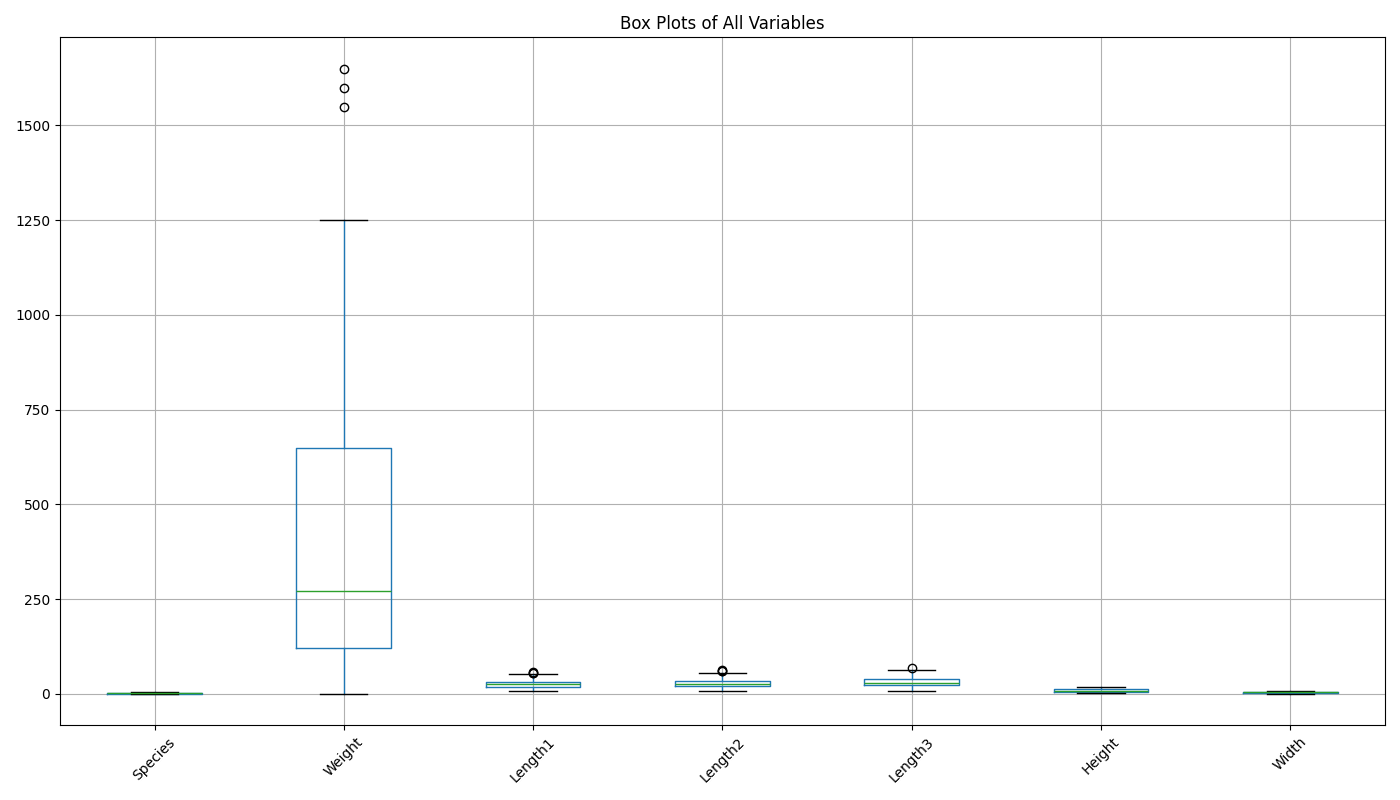 Box Plots of All Variables
1500
1250
1000
750
500
250
0
Species
Weight
Length1
Length2
Length3
Height
Width